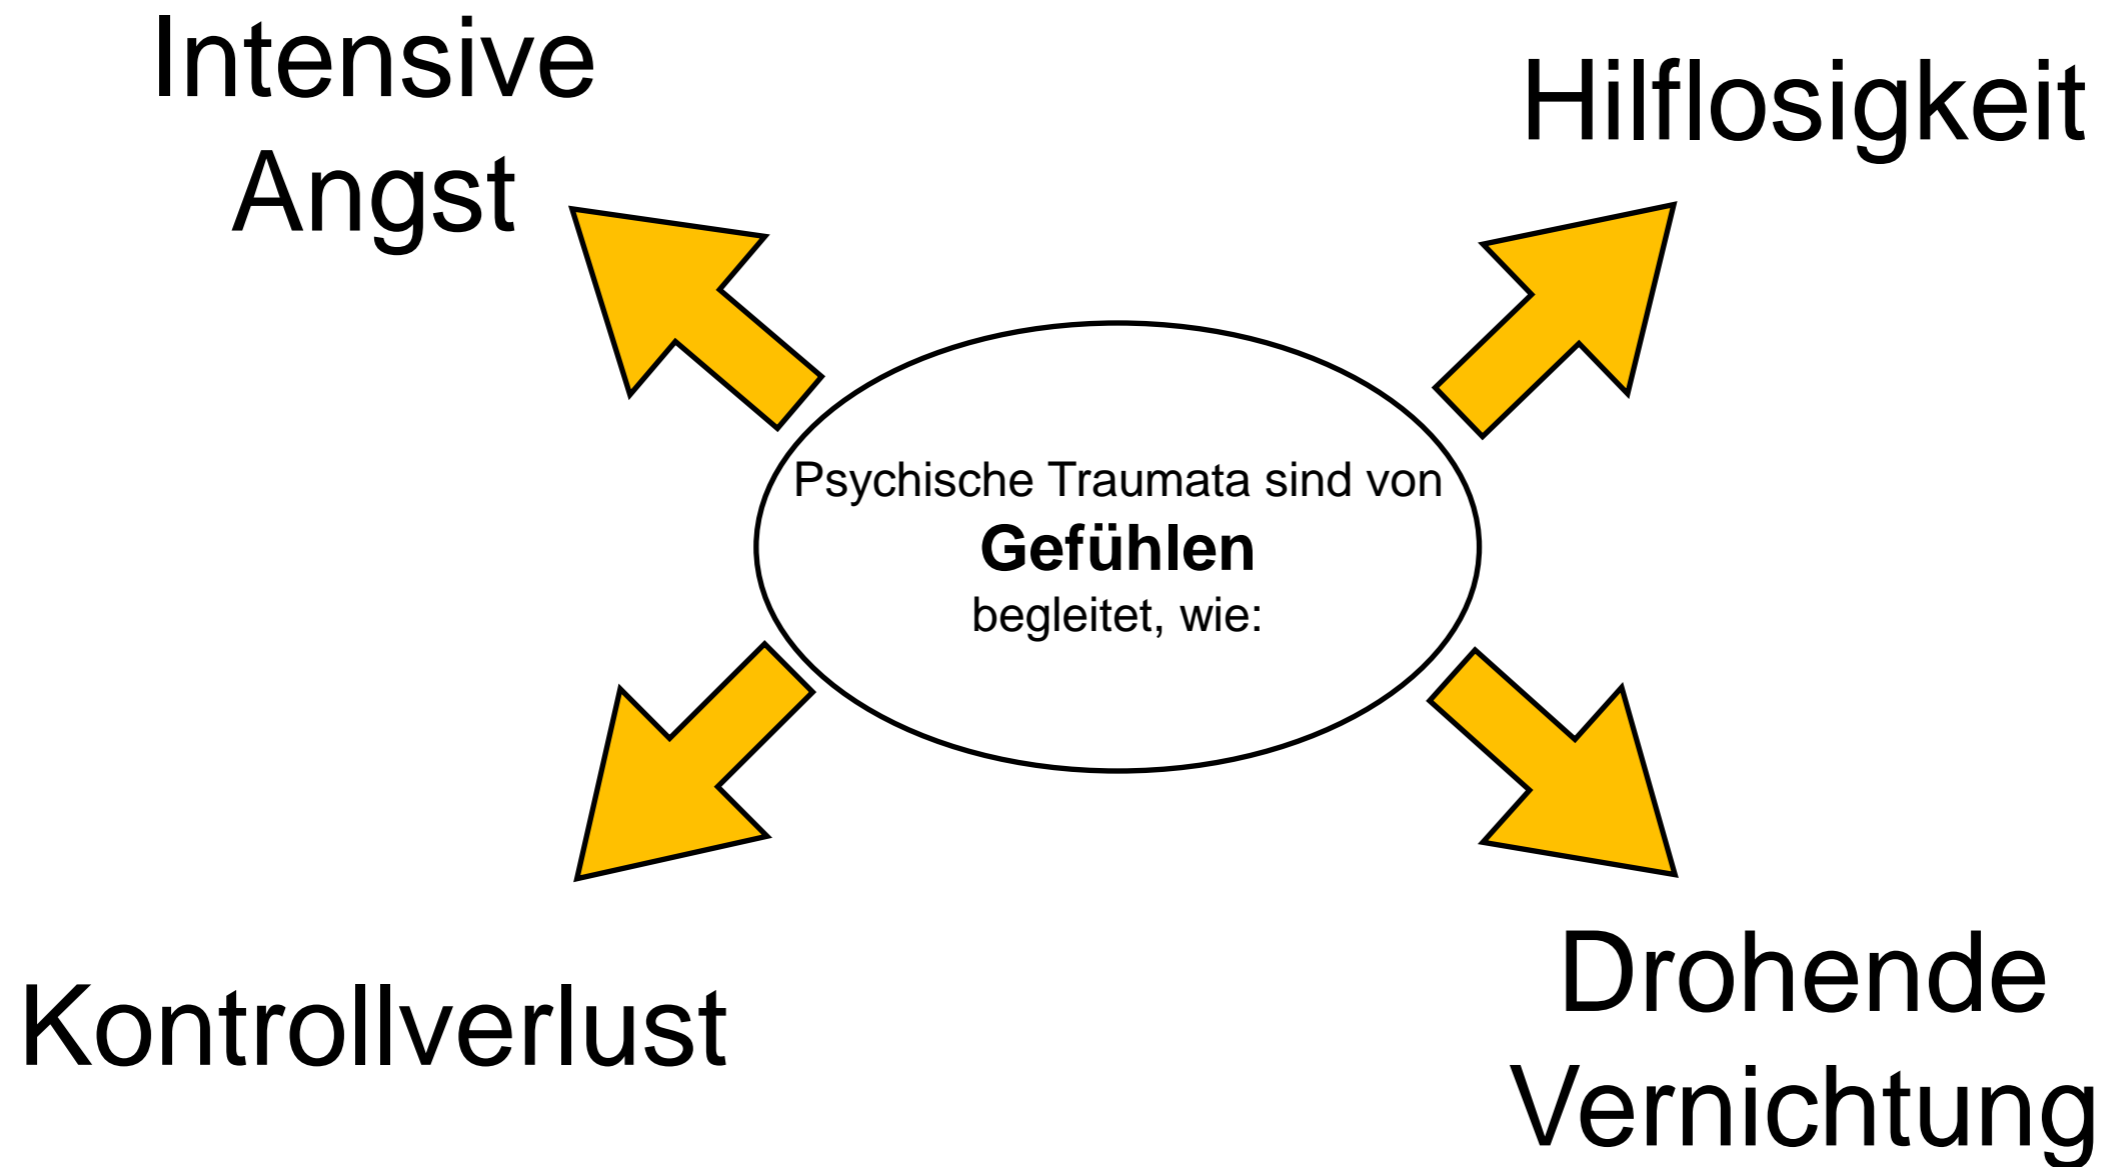 Intensive
Angst
Hilflosigkeit
Psychische Traumata sind von
Gefühlen
begleitet, wie:
Kontrollverlust
Drohende
Vernichtung